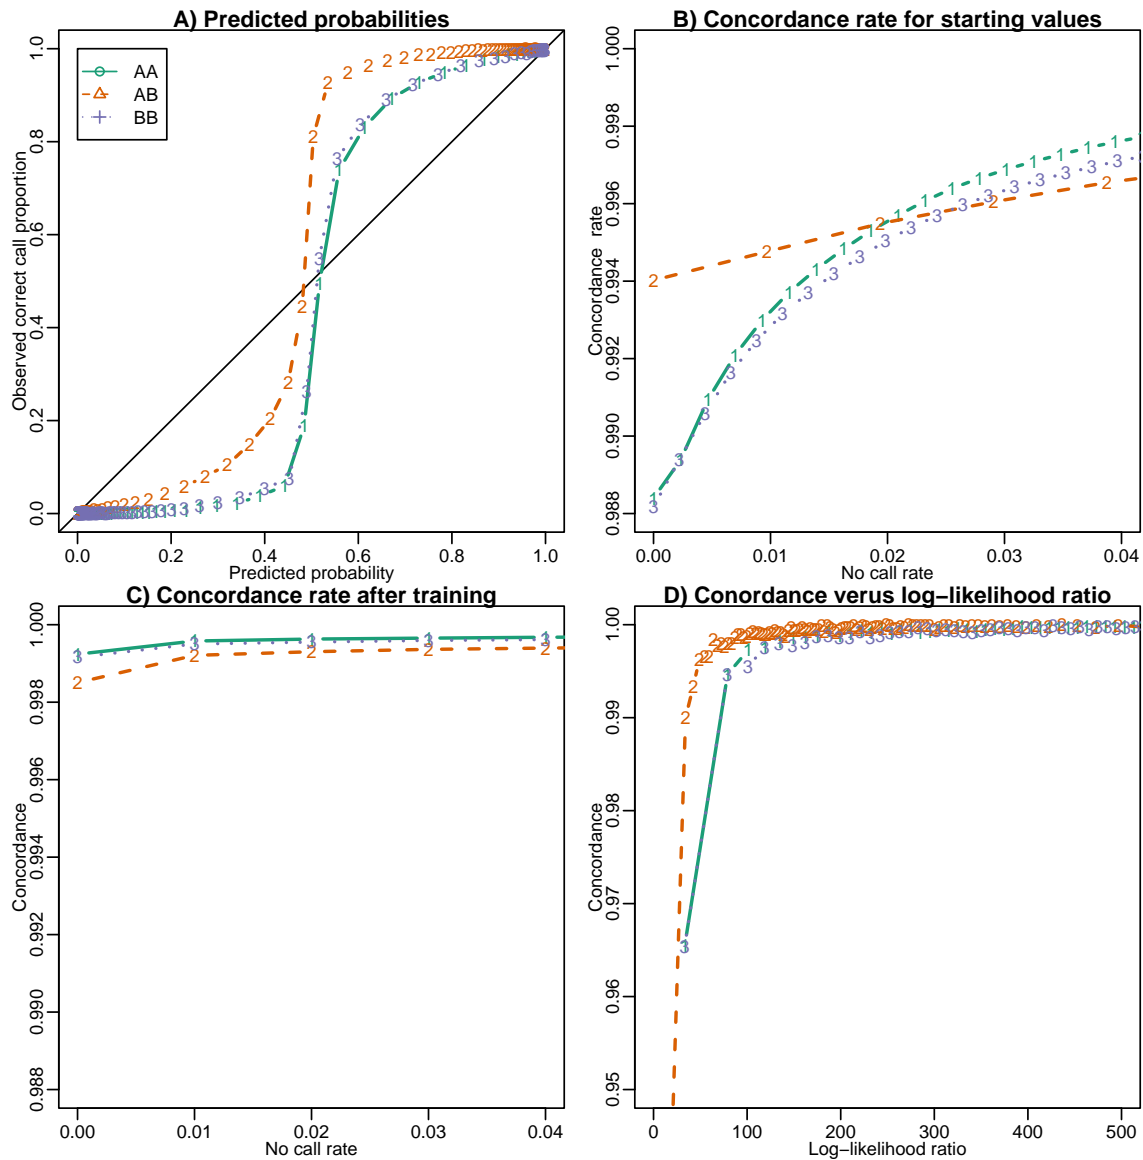 A) Predicted probabilities
AA
AB
BB
Observed correct call proportion
0.0 0.2 0.4 0.6 0.8 1.0
0.0 0.2 0.4 0.6 0.8 1.0
Predicted probability
B) Concordance rate for starting values
Concordance rate
0.988 0.990 0.992 0.994 0.996 0.998 1.000
0.00 0.01 0.02 0.03 0.04
No call rate
C) Concordance rate after training
Concordance
0.988 0.990 0.992 0.994 0.996 0.998 1.000
0.00 0.01 0.02 0.03 0.04
No call rate
D) Conordance verus log−likelihood ratio
Concordance
0.95 0.96 0.97 0.98 0.99 1.00
0 100 200 300 400 500
Log−likelihood ratio